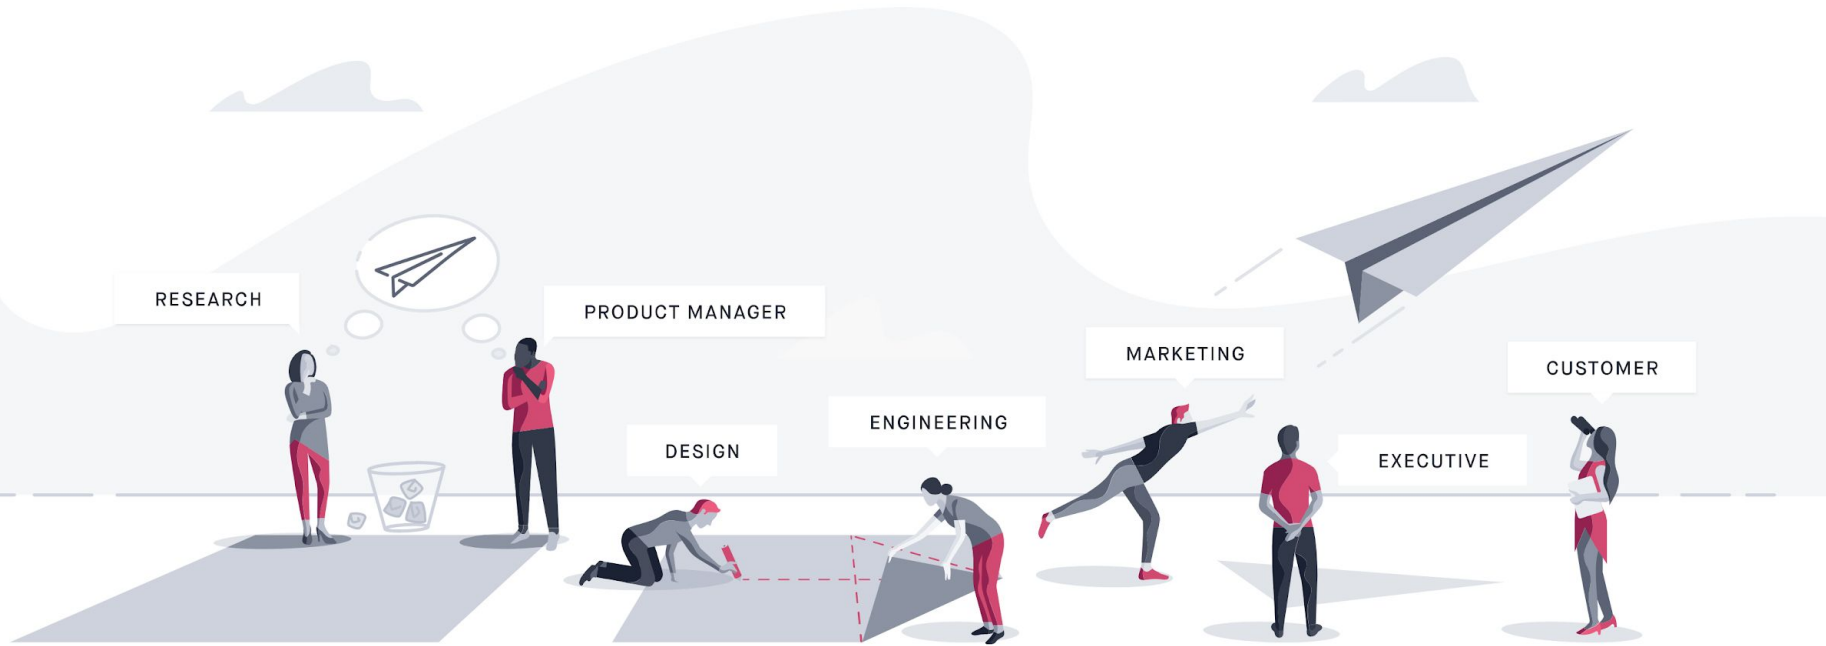 RESEARCH
PRODUCT MANAGER
DESIGN
ENGINEERING
MARKETING
EXECUTIVE
CUSTOMER